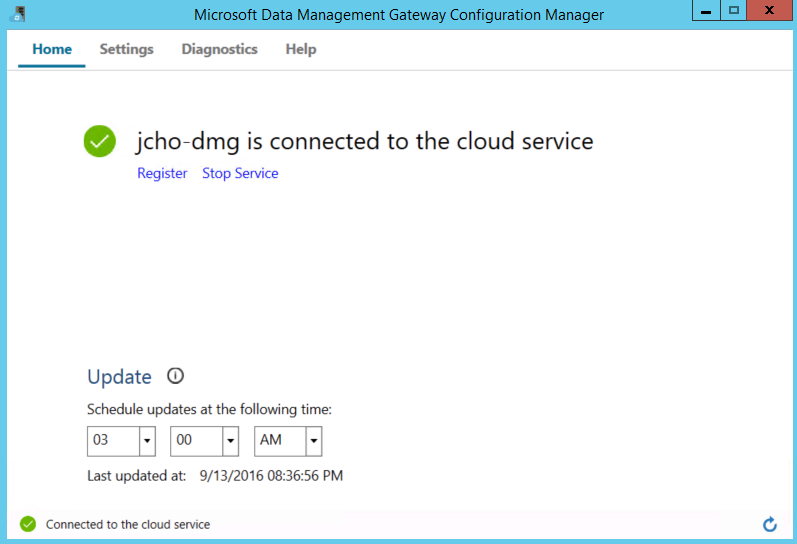 Microsoft Data Management Gateway Configuration Manager
Home Settings Diagnostics Help
jcho-dmg is connected to the cloud service
Register Stop Service
Update
Schedule updates at the following time:
03 00 AM
Last updated at: 9/13/2016 08:36:56 PM
Connected to the cloud service